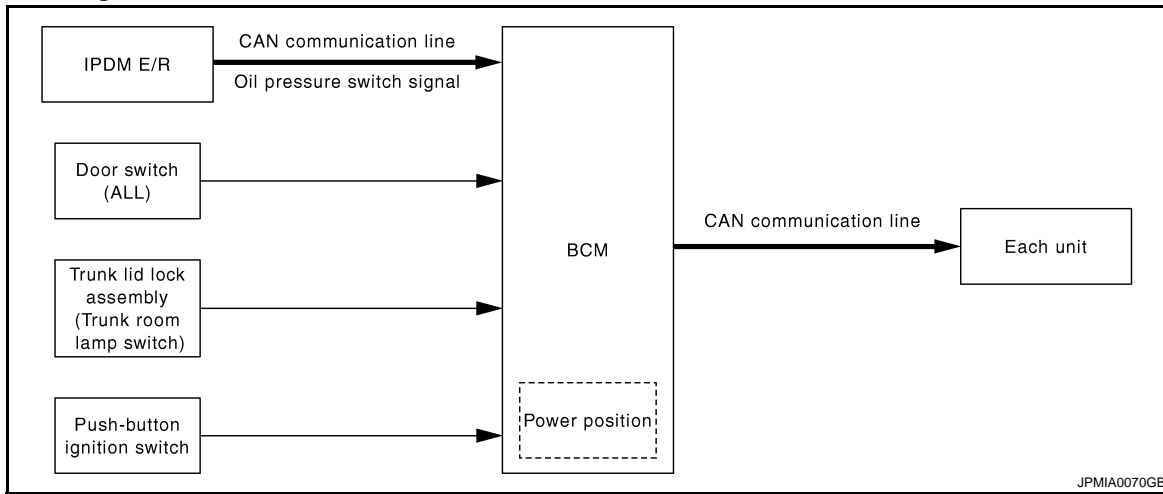 IPDM E/R
CAN communication line
Oil pressure switch signal
Door switch
(ALL)
Trunk lid lock
assembly
(Trunk room
lamp switch)
Push-button
ignition switch
BCM
Power position
CAN communication line
Each unit
JPMIA0070GB